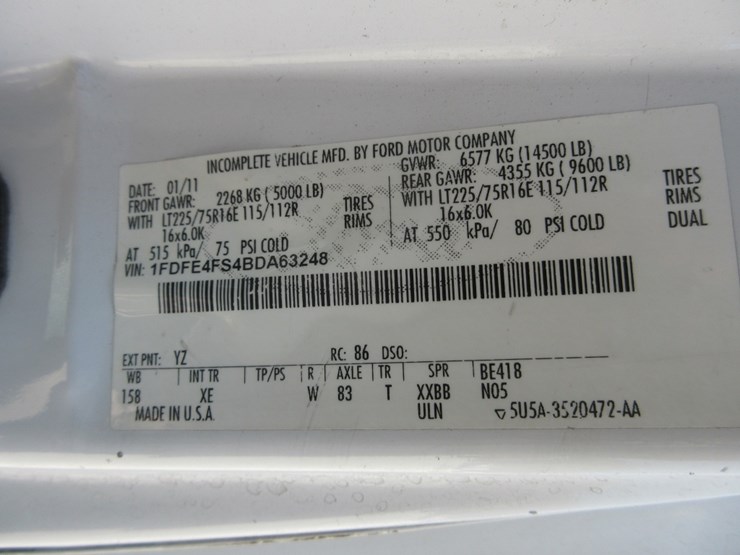 INCOMPLETE VEHICLE MFD. BY FORD MOTOR COMPANY
DATE: 01/11 GVWR: 6577 KG (14500 LB)
FRONT GAWR: 2268 KG ( 5000 LB) REAR GAWR: 4355 KG ( 9600 LB)
WITH LT225/75R16E 115/112R TIRES WITH LT225/75R16E 115/112R TIRES
16x6.0K RIMS 16x6.0K RIMS
AT 515 kPa/ 75 PSI COLD AT 550 kPa/ 80 PSI COLD DUAL
VIN: 1FDFE4FS4BDA63248
EXT PNT: YZ RC: 86 DSO:
WB INT TR TP/PS R AXLE TR SPR BE418
158 XE W 83 T XXBB N05
MADE IN U.S.A. ULN 5U5A-3520472-AA